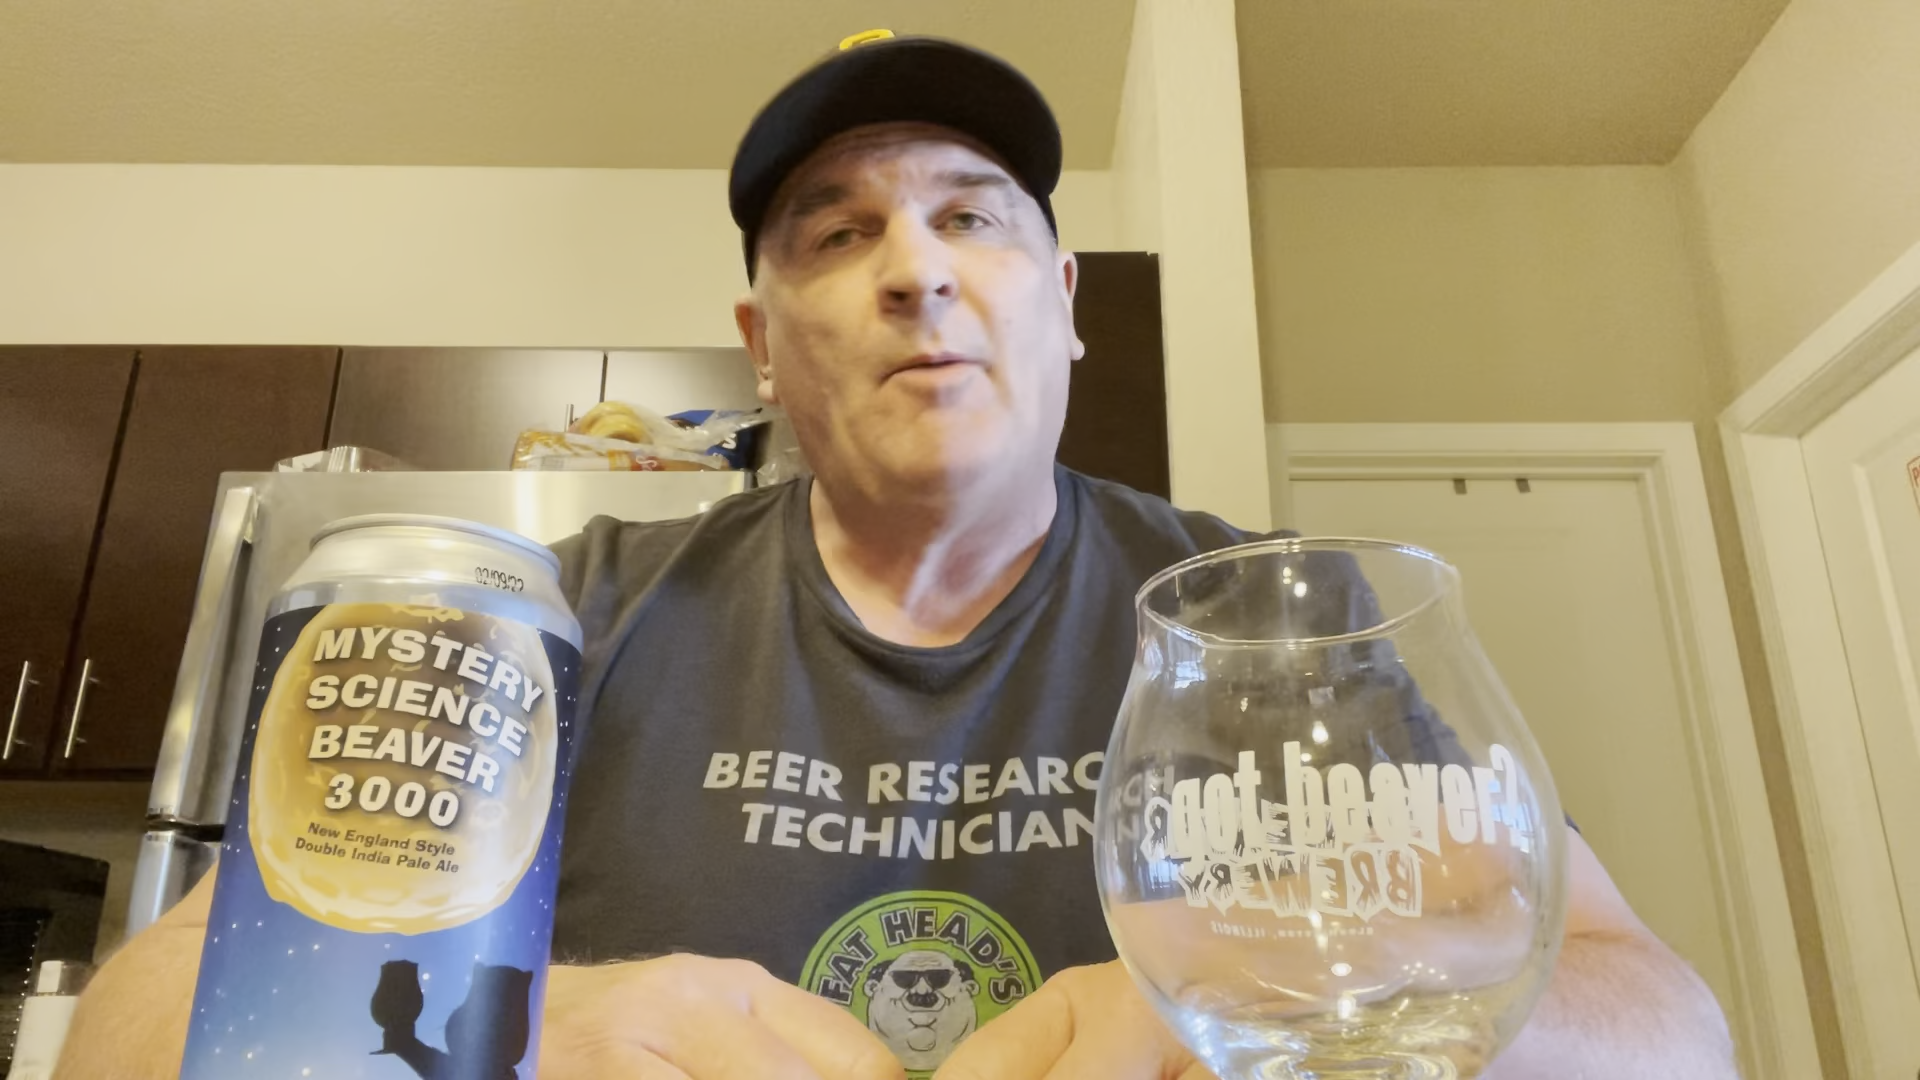 02/09/22
MYSTERY
SCIENCE
BEAVER
3000
New England Style
Double India Pale Ale
BEER RESEARCH
TECHNICIAN
FAT HEAD'S
got beaver?
BREWERY